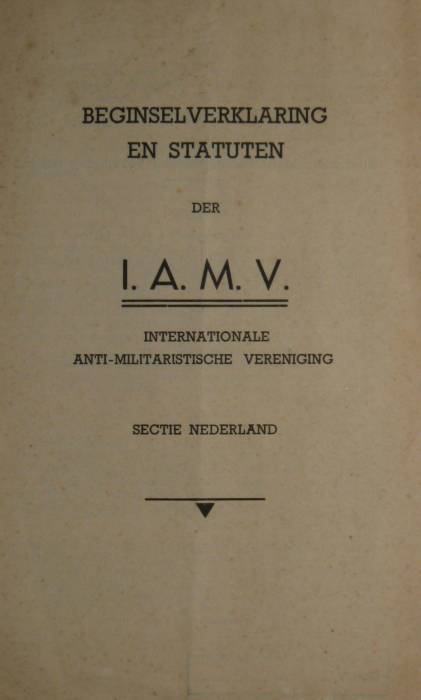 BEGINSELVERKLARING
EN STATUTEN
DER
I. A. M. V.
INTERNATIONALE
ANTI-MILITARISTISCHE VERENIGING
SECTIE NEDERLAND